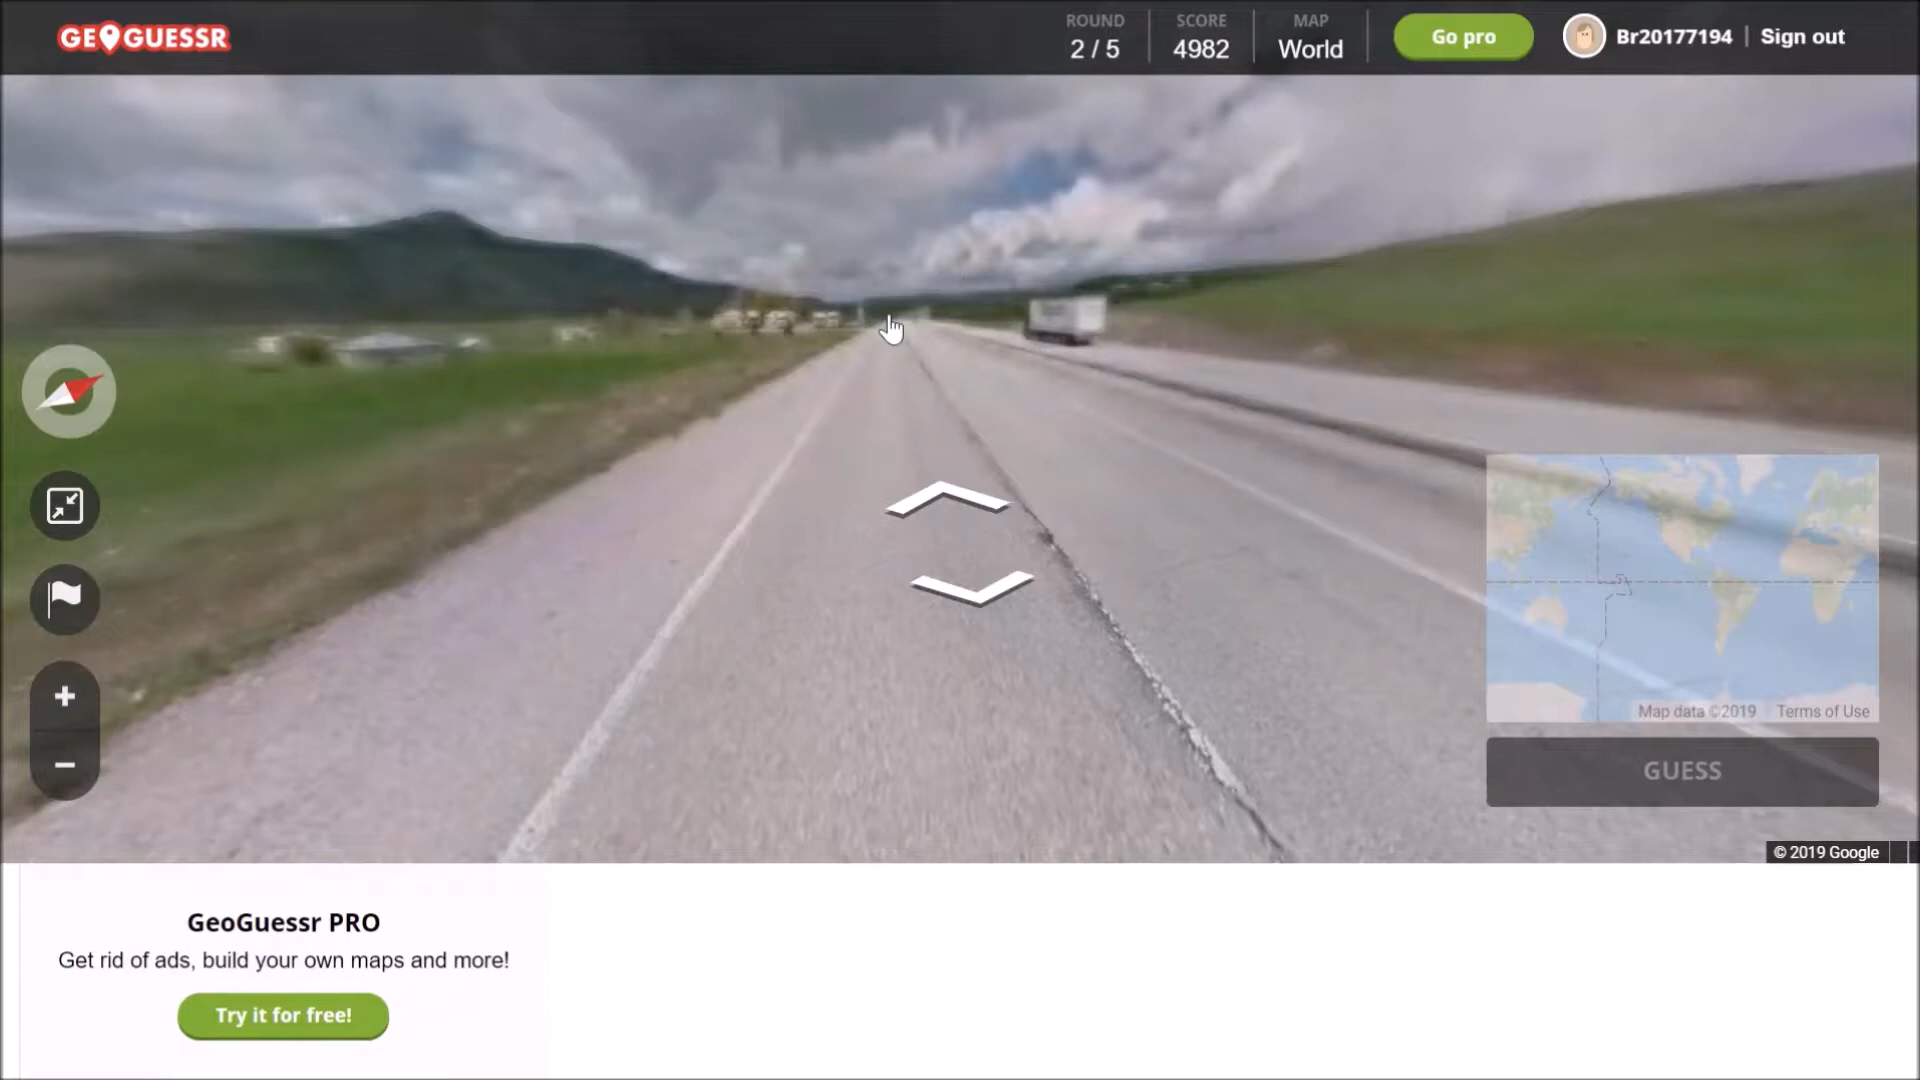 GEOGUESSR
ROUND
2 / 5
SCORE
4982
MAP
World
Go pro
Br20177194 | Sign out
Map data ©2019 Terms of Use
GUESS
© 2019 Google
GeoGuessr PRO
Get rid of ads, build your own maps and more!
Try it for free!